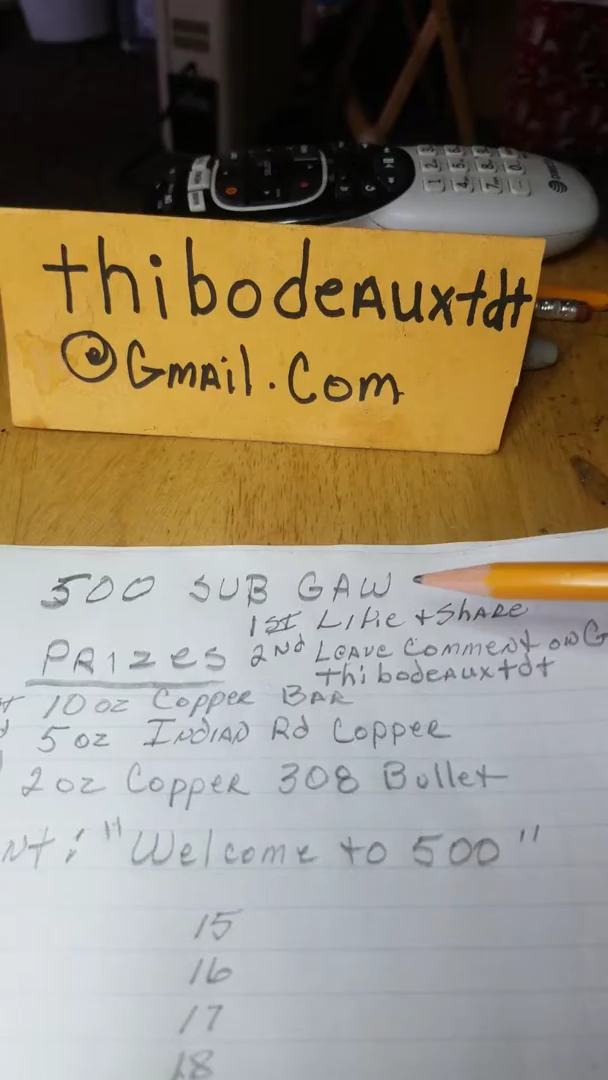 thibodeAuxtdt
@GmAil.Com
500 SUB GAW
1st Like + ShARE
PRIZES 2Nd LEAVE Comment on G
thibodeAuxtdt
10 oz Copper BAR
5 oz INDIAN Rd Copper
2 oz Copper 308 Bullet
nt: "Welcome to 500"
15
16
17
18